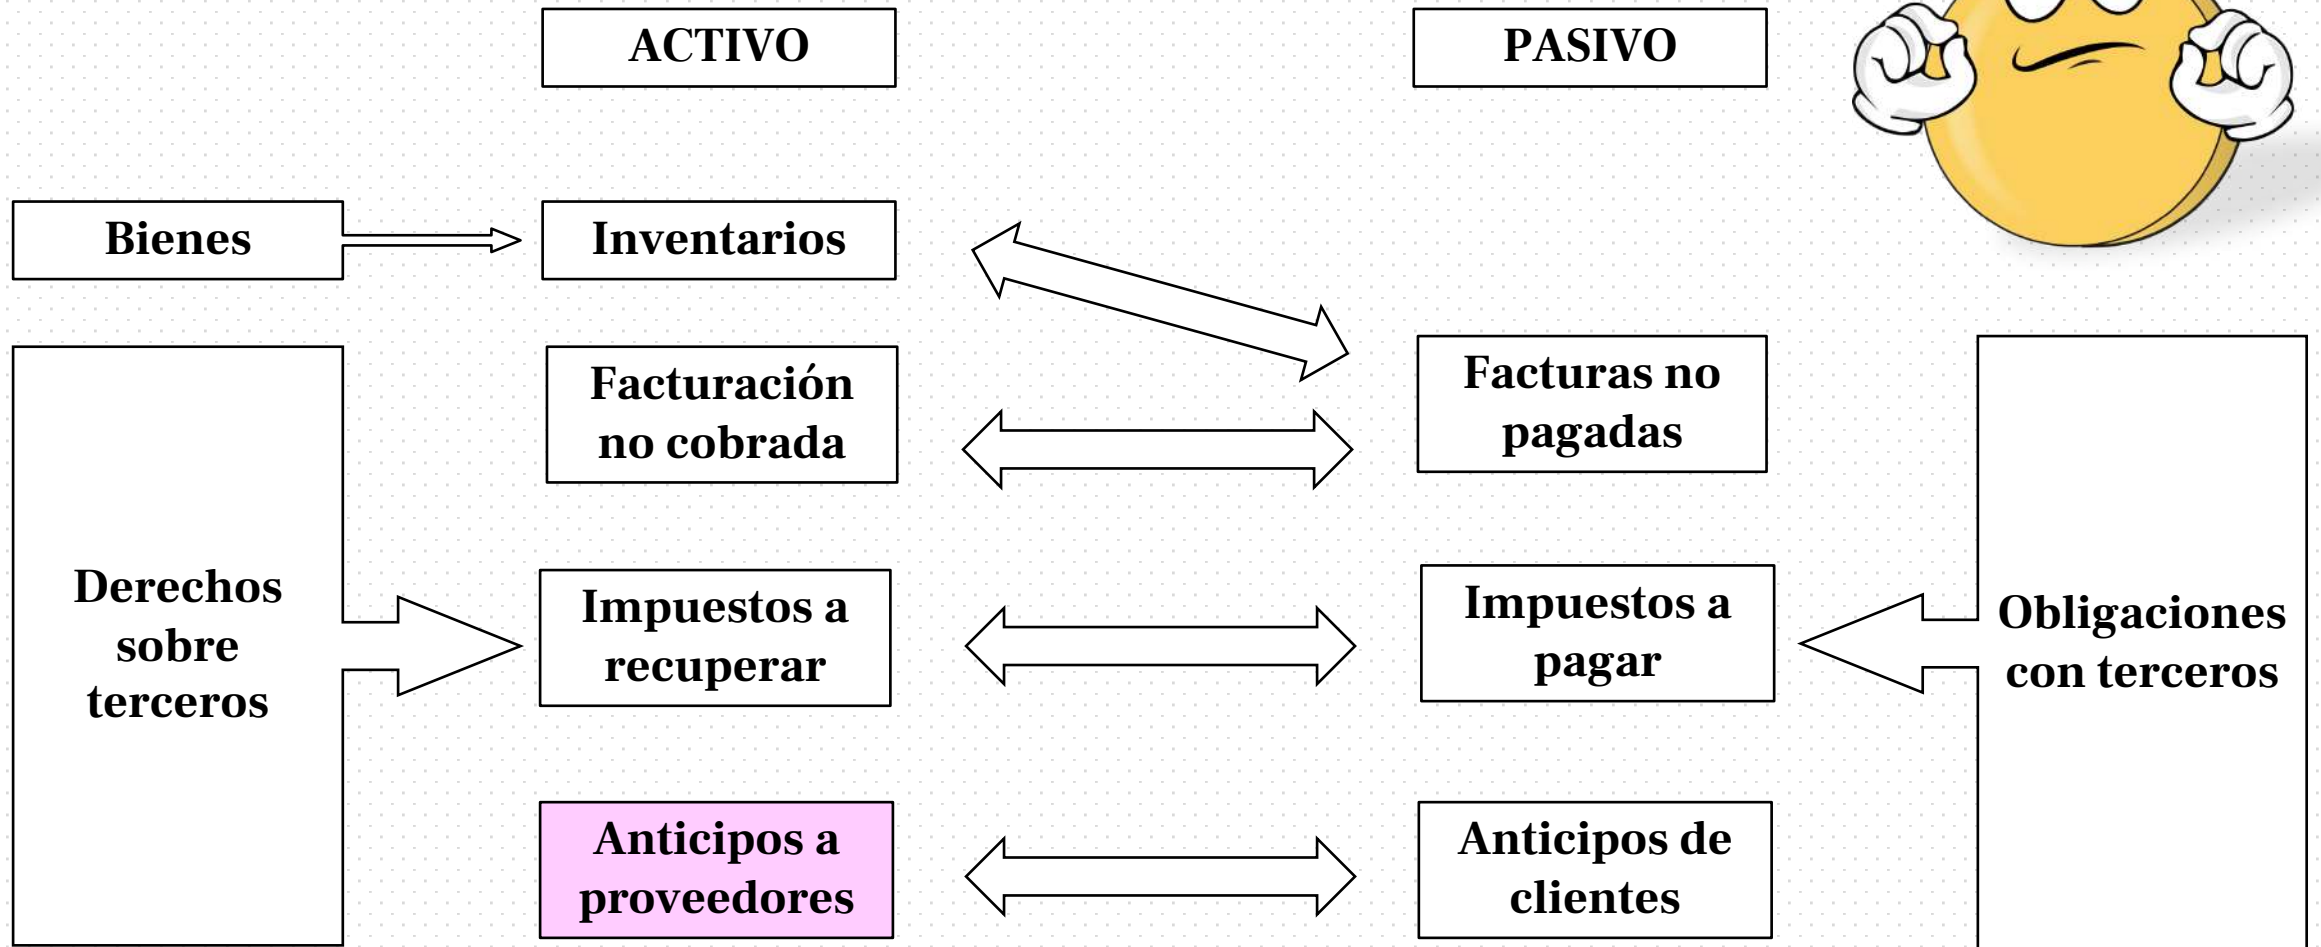 ACTIVO
PASIVO
Bienes
Inventarios
Facturación
no cobrada
Facturas no
pagadas
Derechos
sobre
terceros
Impuestos a
recuperar
Impuestos a
pagar
Obligaciones
con terceros
Anticipos a
proveedores
Anticipos de
clientes